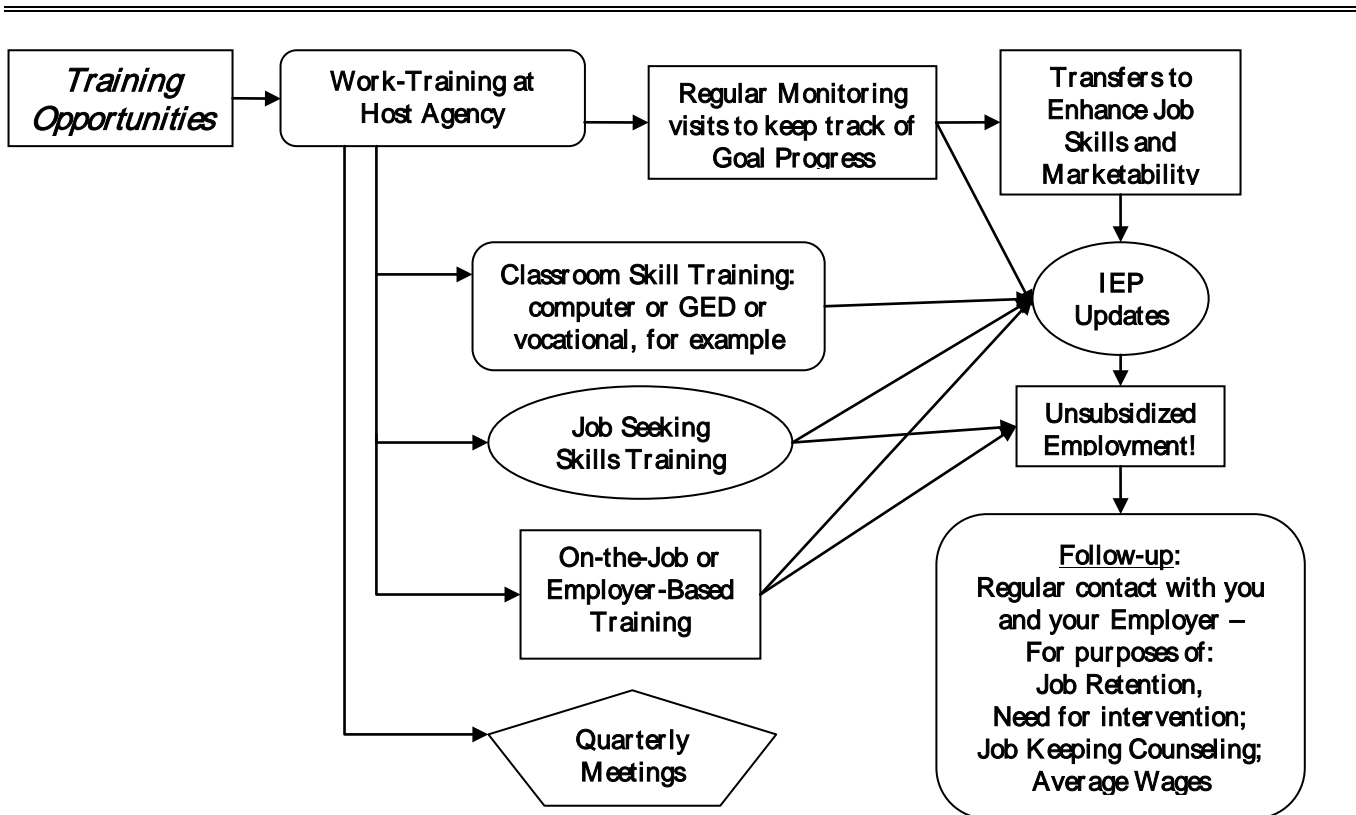 Training
Opportunities
Work-Training at
Host Agency
Regular Monitoring
visits to keep track of
Goal Progress
Transfers to
Enhance Job
Skills and
Marketability
Classroom Skill Training:
computer or GED or
vocational, for example
IEP
Updates
Job Seeking
Skills Training
Unsubsidized
Employment!
On-the-Job or
Employer-Based
Training
Follow-up:
Regular contact with you
and your Employer –
For purposes of:
Job Retention,
Need for intervention;
Job Keeping Counseling;
Average Wages
Quarterly
Meetings